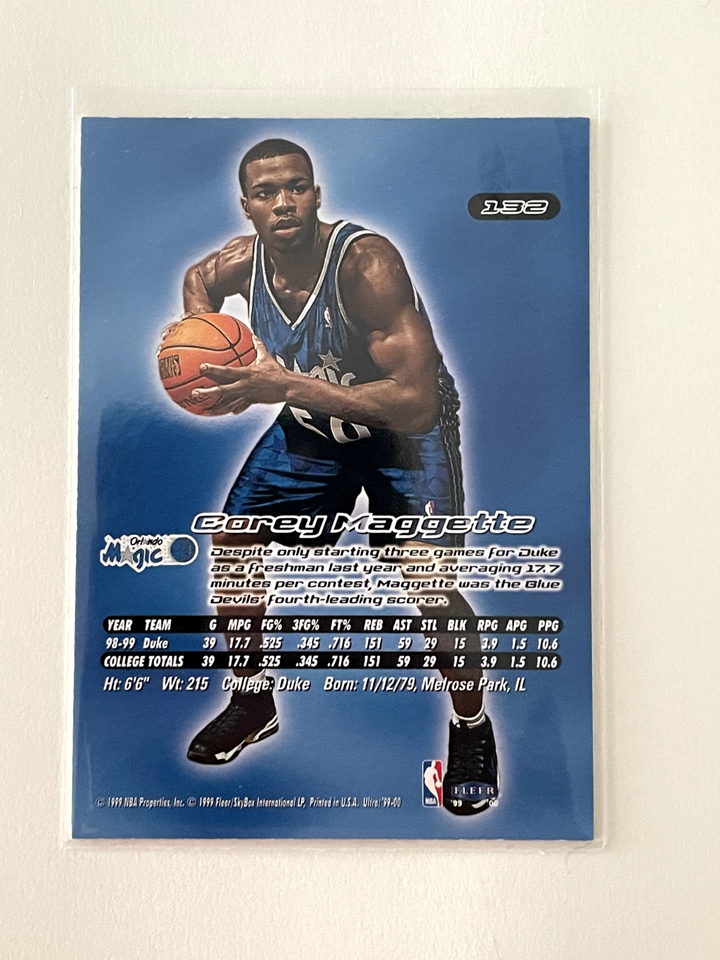 132
MAGIC
50
Corey Maggette
Orlando
MAGIC
Despite only starting three games for Duke
as a freshman last year and averaging 17.7
minutes per contest, Maggette was the Blue
Devils' fourth-leading scorer.
YEAR TEAM G MPG FG% 3FG% FT% REB AST STL BLK RPG APG PPG
98-99 Duke 39 17.7 .525 .345 .716 151 59 29 15 3.9 1.5 10.6
COLLEGE TOTALS 39 17.7 .525 .345 .716 151 59 29 15 3.9 1.5 10.6
Ht: 6'6" Wt: 215 College: Duke Born: 11/12/79, Melrose Park, IL
© 1999 NBA Properties, Inc. © 1999 Fleer/SkyBox International LP, Printed in U.S.A. Ultra/'99-00
NBA
FLEER
'99 '00